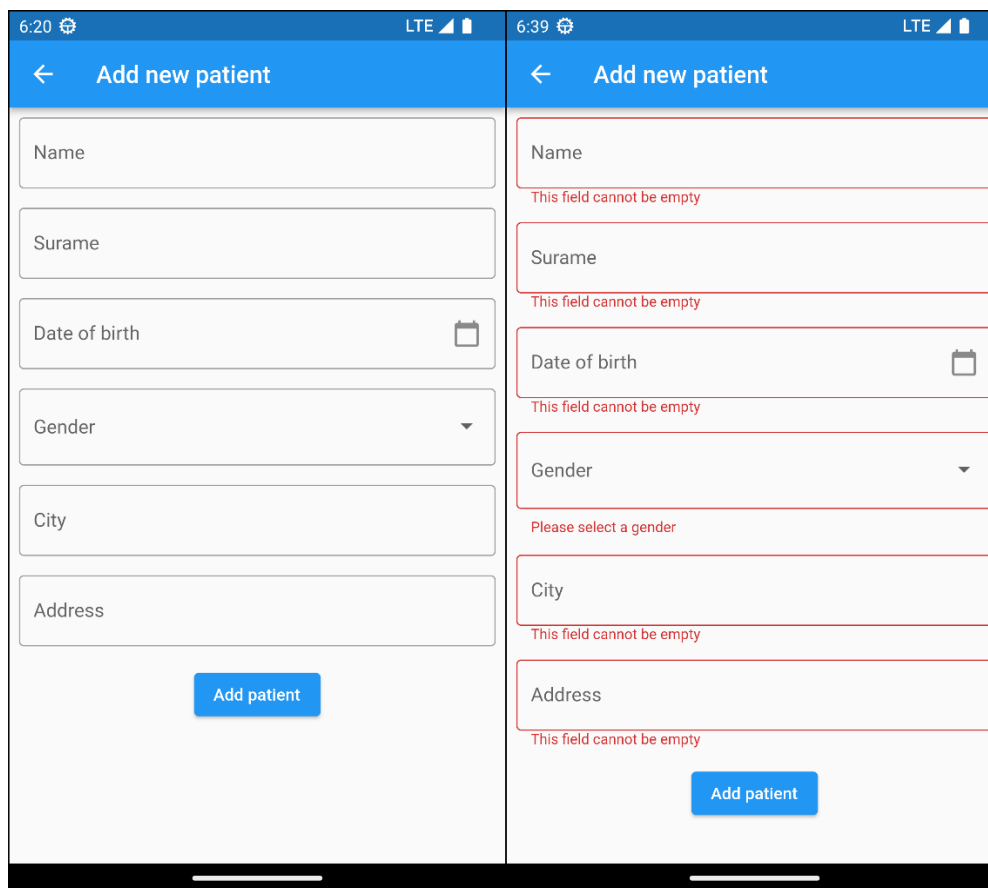 6:20 LTE
Add new patient
Name
Surame
Date of birth
Gender
City
Address
Add patient
6:39 LTE
Add new patient
Name
This field cannot be empty
Surame
This field cannot be empty
Date of birth
This field cannot be empty
Gender
Please select a gender
City
This field cannot be empty
Address
This field cannot be empty
Add patient